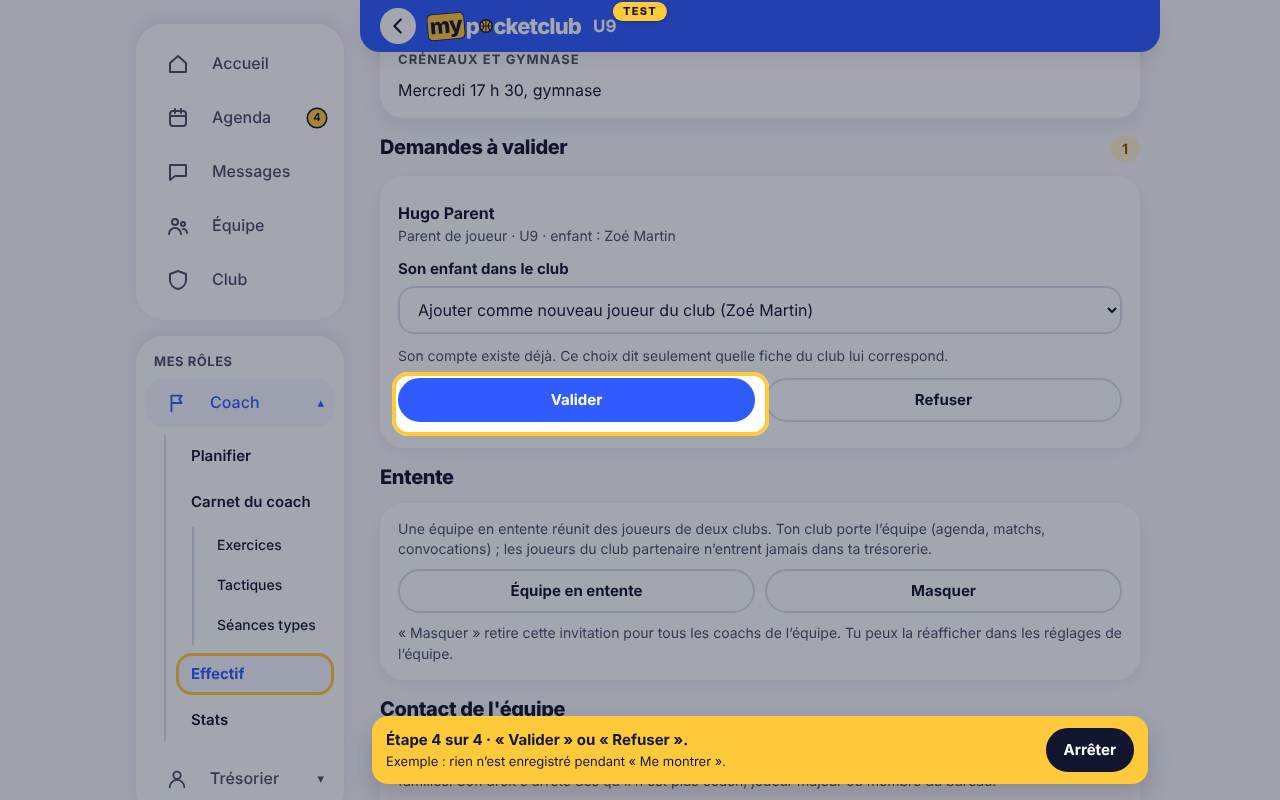 Accueil
Agenda
4
Messages
Équipe
Club
MES RÔLES
Coach
Planifier
Carnet du coach
Exercices
Tactiques
Séances types
Effectif
Stats
Trésorier
TEST
mypocketclub U9
CRÉNEAUX ET GYMNASE
Mercredi 17 h 30, gymnase
Demandes à valider
1
Hugo Parent
Parent de joueur · U9 · enfant : Zoé Martin
Son enfant dans le club
Ajouter comme nouveau joueur du club (Zoé Martin)
Son compte existe déjà. Ce choix dit seulement quelle fiche du club lui correspond.
Valider
Refuser
Entente
Une équipe en entente réunit des joueurs de deux clubs. Ton club porte l’équipe (agenda, matchs,
convocations) ; les joueurs du club partenaire n’entrent jamais dans ta trésorerie.
Équipe en entente
Masquer
« Masquer » retire cette invitation pour tous les coachs de l’équipe. Tu peux la réafficher dans les réglages de
l’équipe.
Contact de l'équipe
Étape 4 sur 4 · « Valider » ou « Refuser ».
Exemple : rien n’est enregistré pendant « Me montrer ».
Arrêter